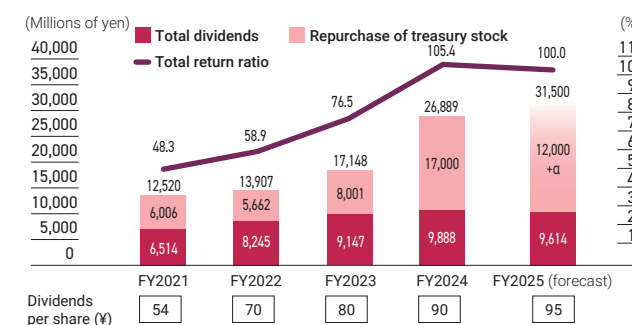 (Millions of yen)
Total dividends
Repurchase of treasury stock
Total return ratio
40,000
35,000
30,000
25,000
20,000
15,000
10,000
5,000
0
48.3
58.9
76.5
105.4
100.0
12,520
13,907
17,148
26,889
31,500
6,006
5,662
8,001
17,000
12,000
+α
6,514
8,245
9,147
9,888
9,614
FY2021
FY2022
FY2023
FY2024
FY2025 (forecast)
Dividends
per share (¥)
54
70
80
90
95